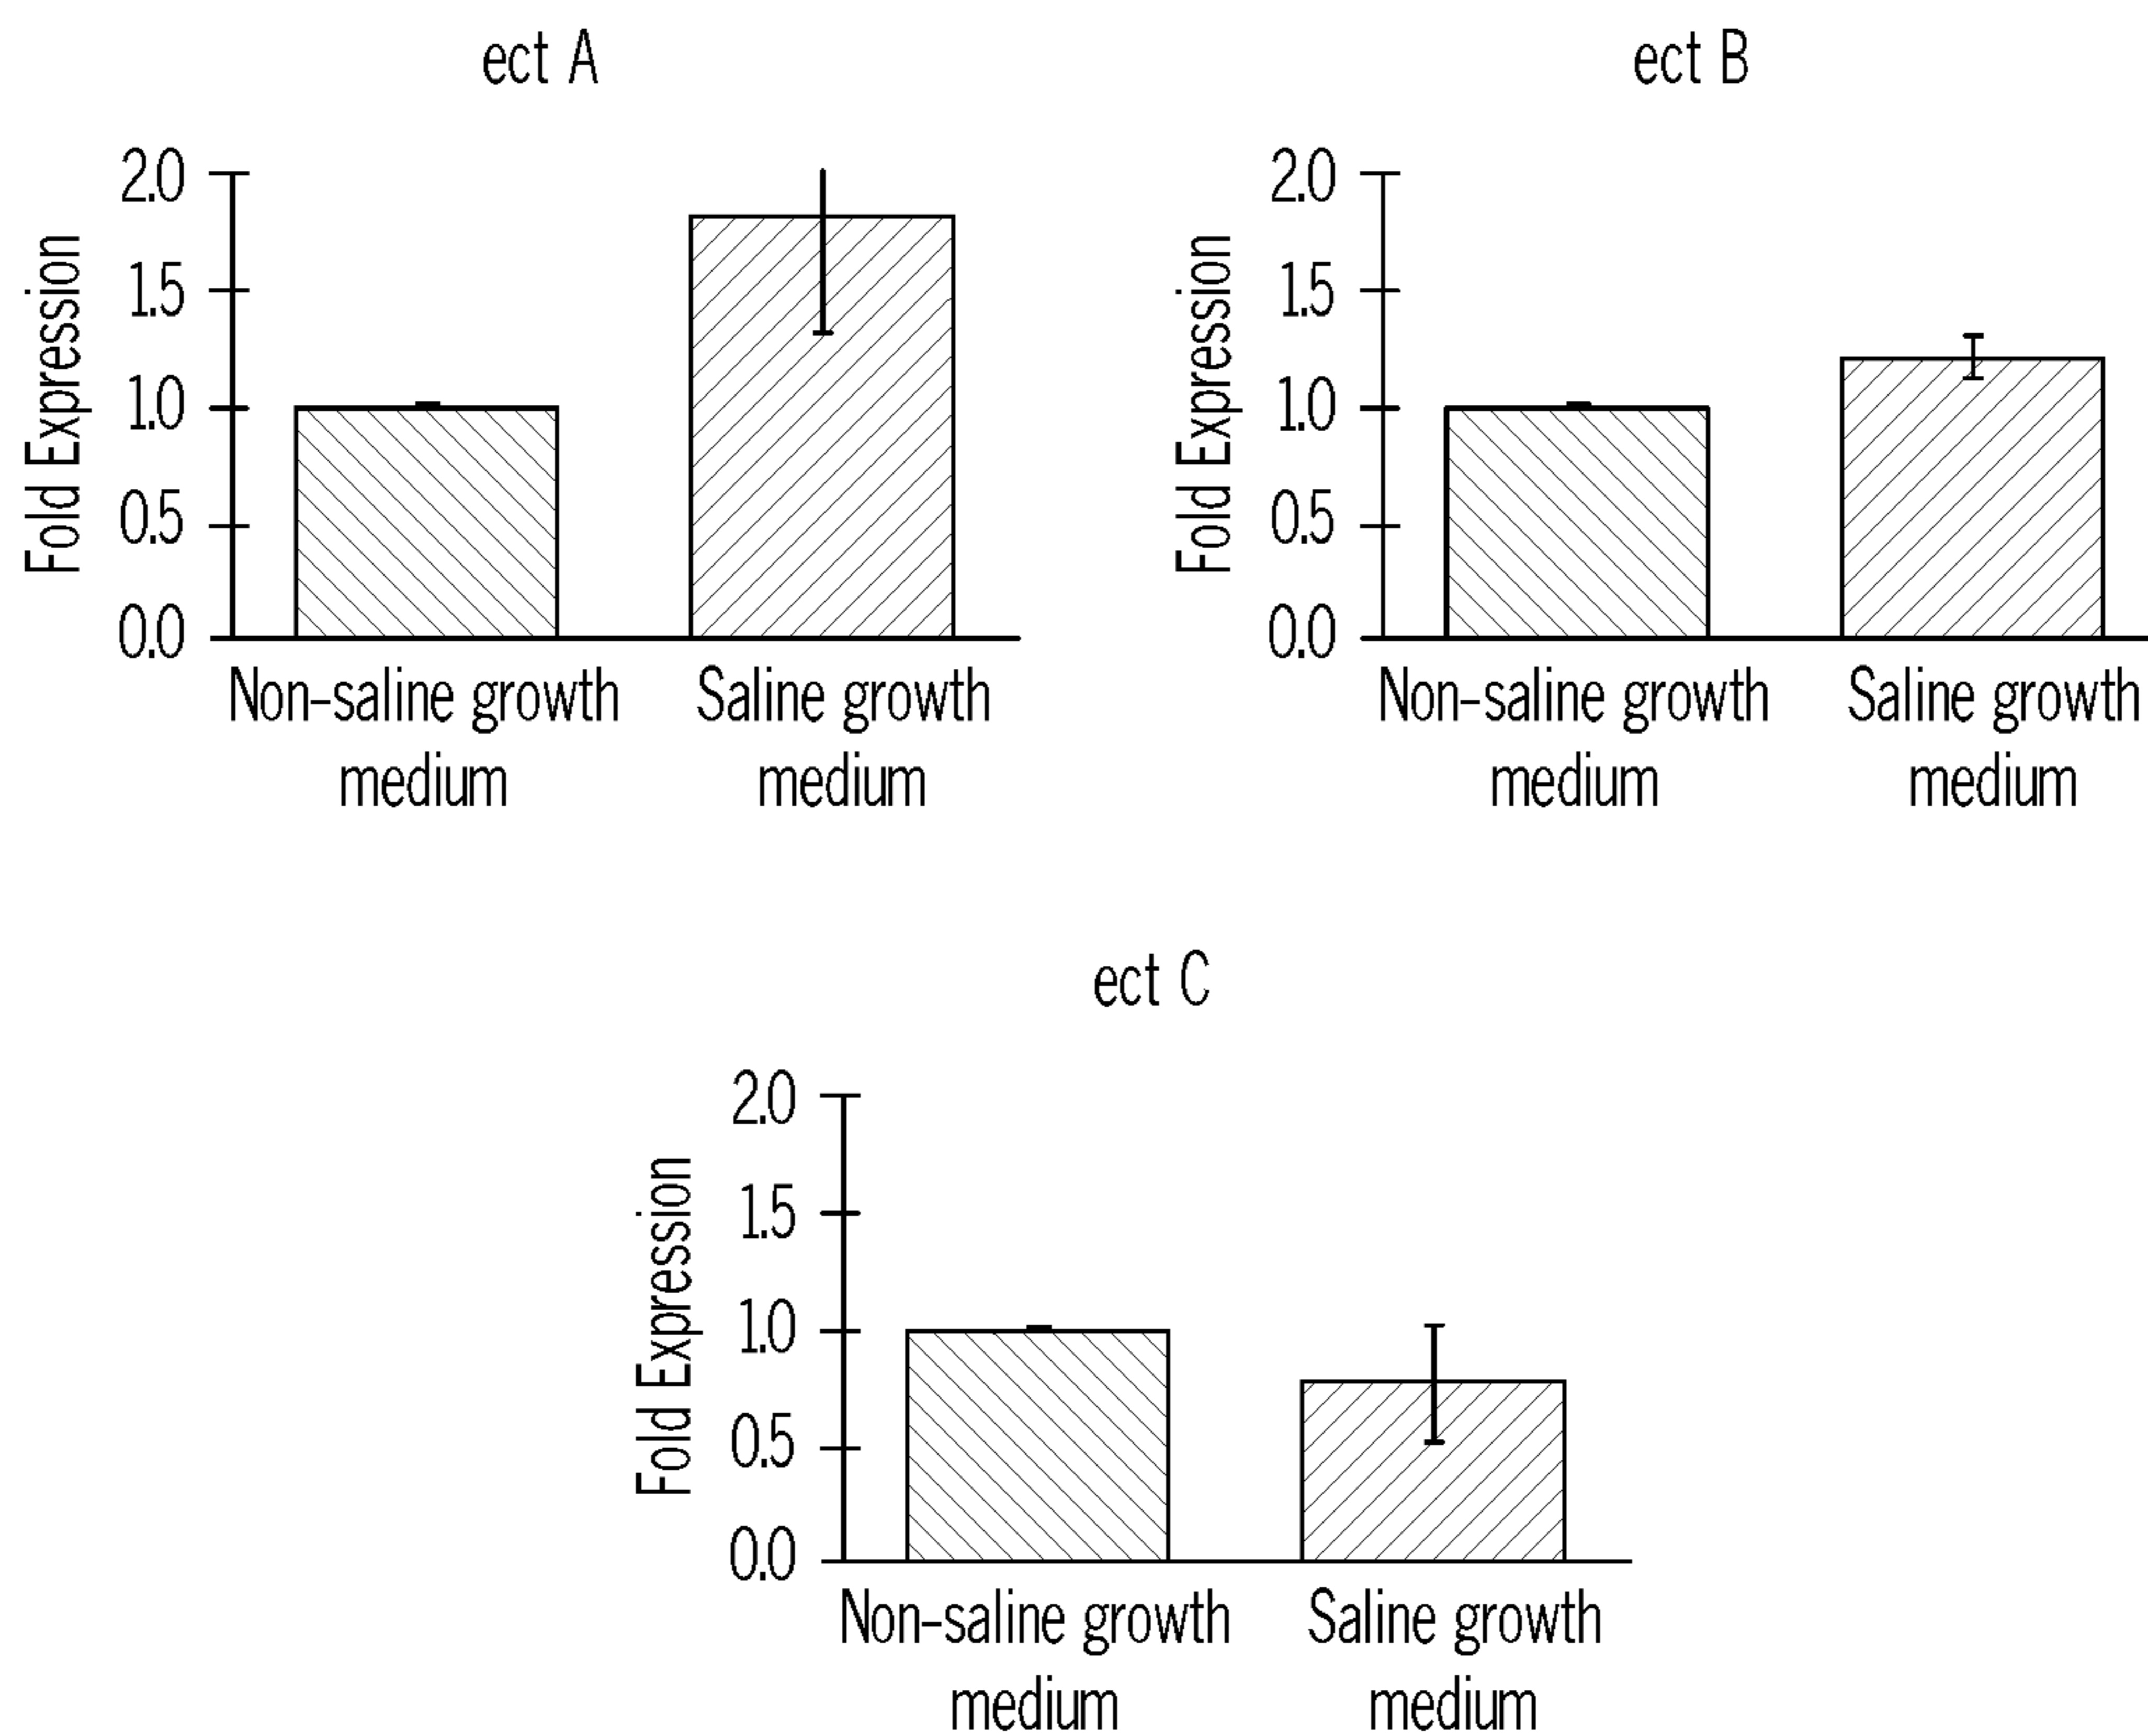 ect A
Fold Expression
2.0
1.5
1.0
0.5
0.0
Non-saline growth
medium
Saline growth
medium
ect B
Fold Expression
2.0
1.5
1.0
0.5
0.0
Non-saline growth
medium
Saline growth
medium
ect C
Fold Expression
2.0
1.5
1.0
0.5
0.0
Non-saline growth
medium
Saline growth
medium